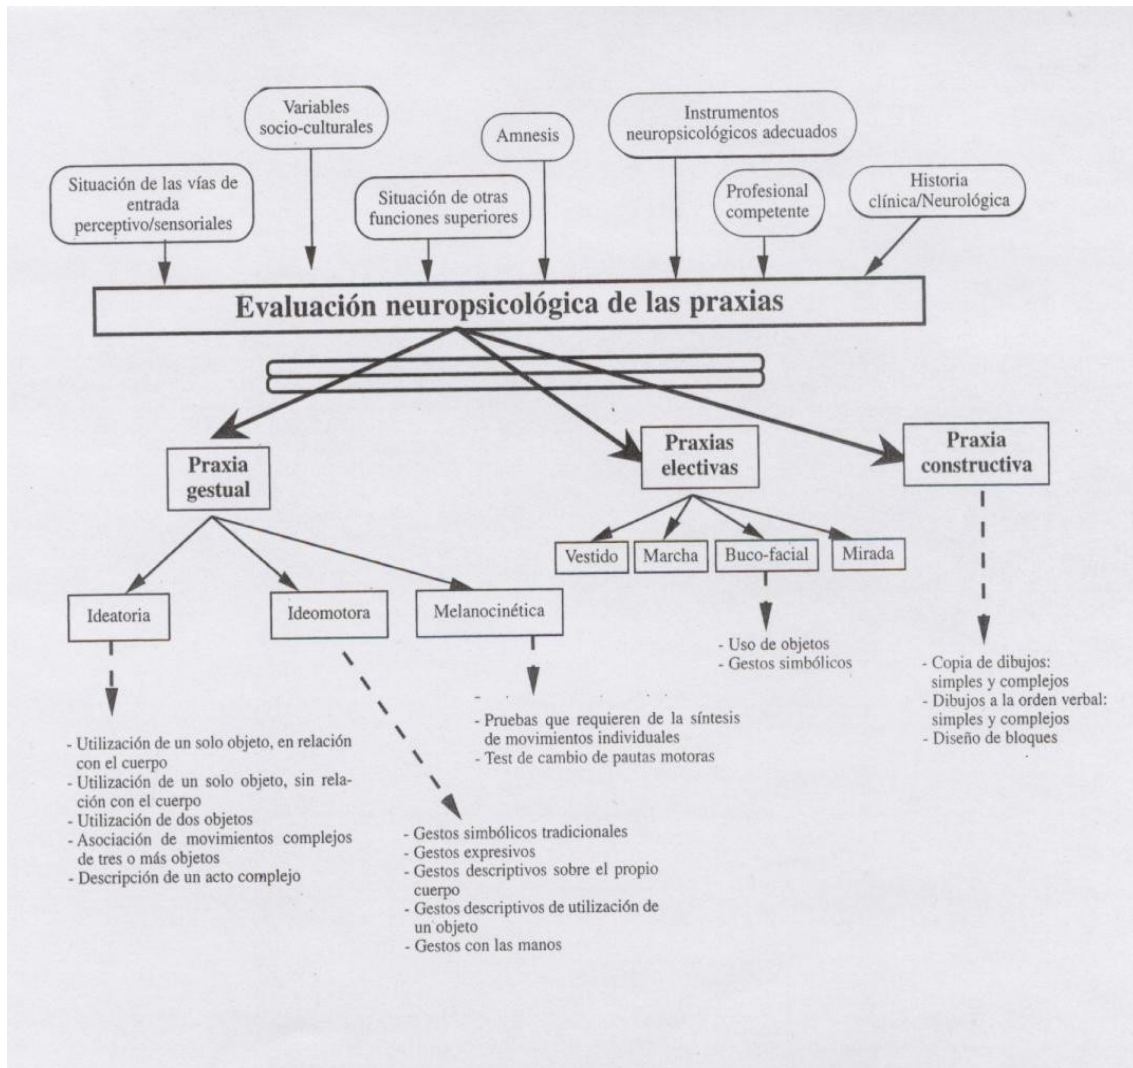 Variables
socio-culturales
Amnesis
Instrumentos
neuropsicológicos adecuados
Situación de las vías de
entrada
perceptivo/sensoriales
Situación de otras
funciones superiores
Profesional
competente
Historia
clínica/Neurológica
Evaluación neuropsicológica de las praxias
Praxia
gestual
Praxias
electivas
Praxia
constructiva
Vestido
Marcha
Buco-facial
Mirada
Ideatoria
Ideomotora
Melanocinética
- Uso de objetos
- Gestos simbólicos
- Copia de dibujos:
simples y complejos
- Dibujos a la orden verbal:
simples y complejos
- Diseño de bloques
- Pruebas que requieren de la síntesis
de movimientos individuales
- Test de cambio de pautas motoras
- Utilización de un solo objeto, en relación
con el cuerpo
- Utilización de un solo objeto, sin rela-
ción con el cuerpo
- Utilización de dos objetos
- Asociación de movimientos complejos
de tres o más objetos
- Descripción de un acto complejo
- Gestos simbólicos tradicionales
- Gestos expresivos
- Gestos descriptivos sobre el propio
cuerpo
- Gestos descriptivos de utilización de
un objeto
- Gestos con las manos